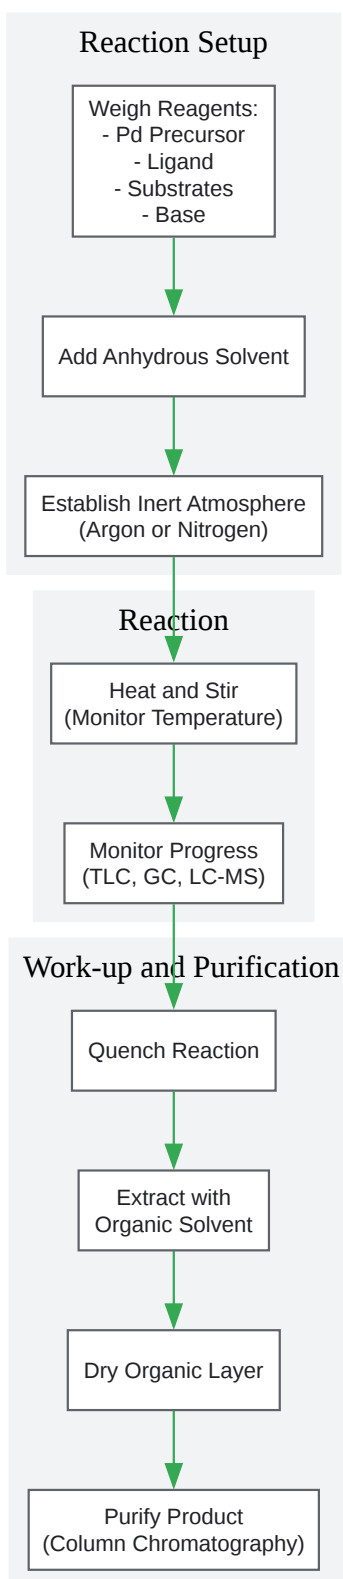 Reaction Setup
Weigh Reagents:
- Pd Precursor
- Ligand
- Substrates
- Base
Add Anhydrous Solvent
Establish Inert Atmosphere
(Argon or Nitrogen)
Reaction
Heat and Stir
(Monitor Temperature)
Monitor Progress
(TLC, GC, LC-MS)
Work-up and Purification
Quench Reaction
Extract with
Organic Solvent
Dry Organic Layer
Purify Product
(Column Chromatography)